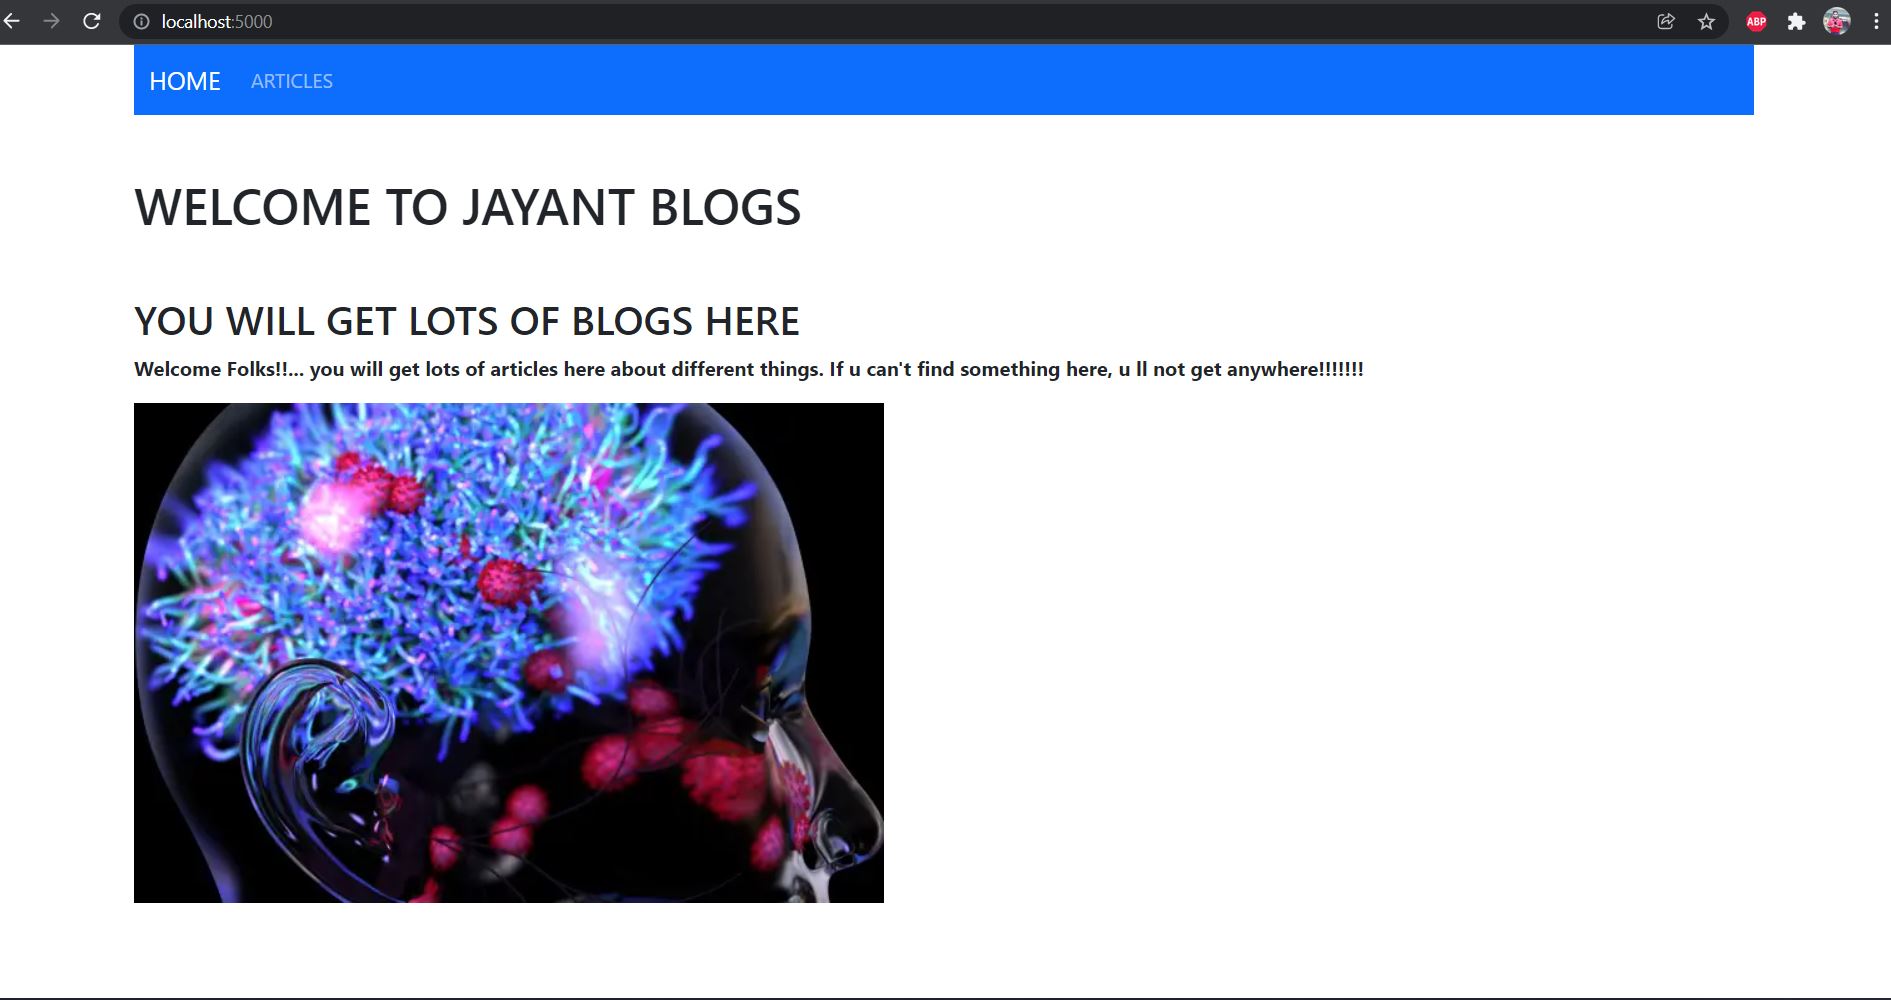 localhost:5000
ABP
HOME ARTICLES
WELCOME TO JAYANT BLOGS
YOU WILL GET LOTS OF BLOGS HERE
Welcome Folks!!... you will get lots of articles here about different things. If u can't find something here, u ll not get anywhere!!!!!!!